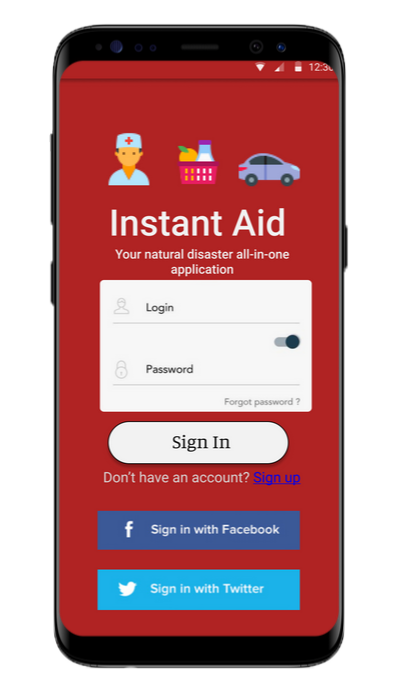 12:30
Instant Aid
Your natural disaster all-in-one
application
Login
Password
Forgot password ?
Sign In
Don't have an account? Sign up
f Sign in with Facebook
Sign in with Twitter